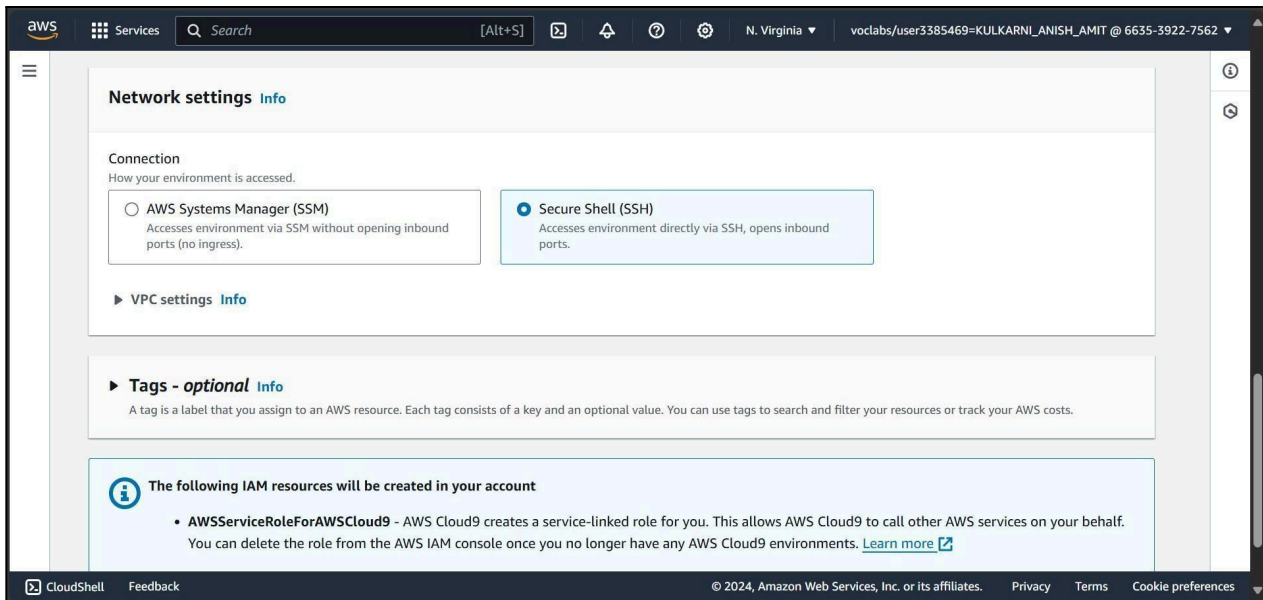 aws Services Search [Alt+S] N. Virginia ▼ voclabs/user3385469=KULKARNI_ANISH_AMIT @ 6635-3922-7562 ▼
Network settings Info
Connection
How your environment is accessed.
AWS Systems Manager (SSM)
Accesses environment via SSM without opening inbound
ports (no ingress).
Secure Shell (SSH)
Accesses environment directly via SSH, opens inbound
ports.
▶ VPC settings Info
▶ Tags - optional Info
A tag is a label that you assign to an AWS resource. Each tag consists of a key and an optional value. You can use tags to search and filter your resources or track your AWS costs.
The following IAM resources will be created in your account
• AWSServiceRoleForAWSCloud9 - AWS Cloud9 creates a service-linked role for you. This allows AWS Cloud9 to call other AWS services on your behalf.
You can delete the role from the AWS IAM console once you no longer have any AWS Cloud9 environments. Learn more
CloudShell Feedback © 2024, Amazon Web Services, Inc. or its affiliates. Privacy Terms Cookie preferences